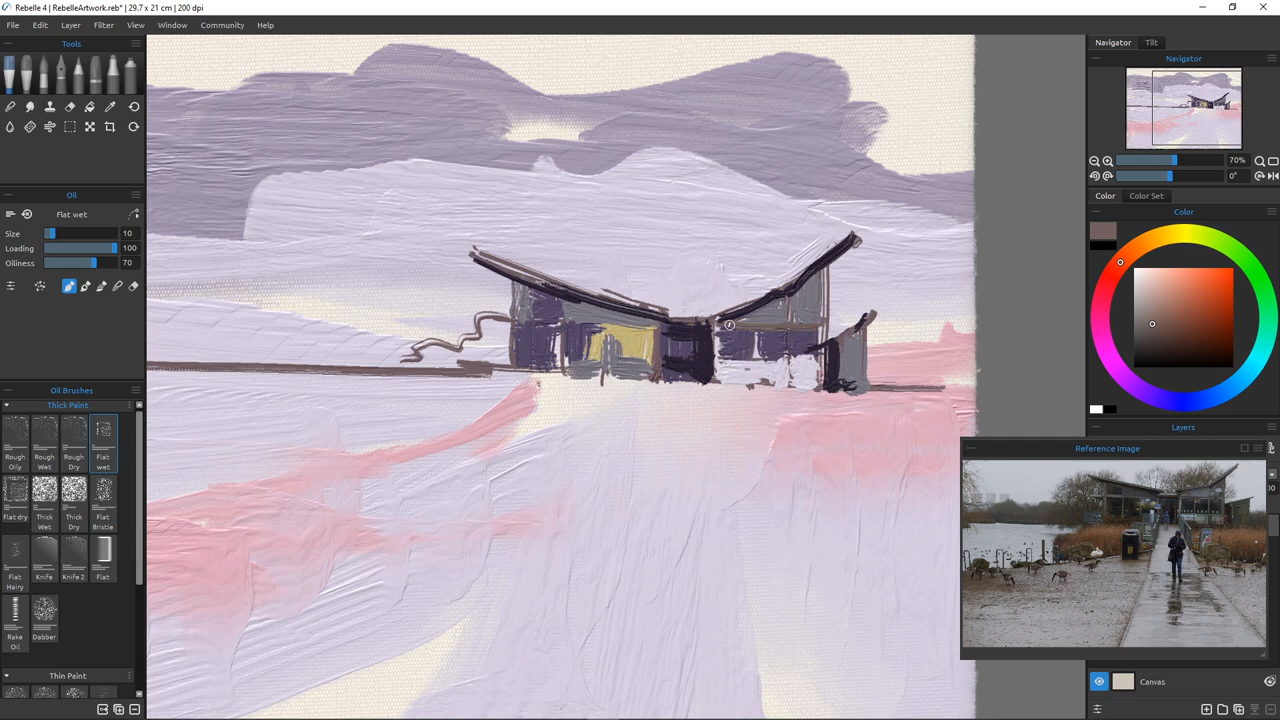 Rebelle 4 | RebelleArtwork.reb* | 29.7 x 21 cm | 200 dpi
File Edit Layer Filter View Window Community Help
Tools
Navigator Tilt
Navigator
70%
0°
Oil
Flat wet
Size 10
Loading 100
Oiliness 70
Color Color Set
Color
Oil Brushes
Thick Paint
Rough Oily
Rough Wet
Rough Dry
Flat wet
Flat dry
Thick Wet
Thick Dry
Flat Bristle
Flat Hairy
Knife
Knife 2
Flat
Rake Oil
Dabber
Thin Paint
Layers
Reference Image
Canvas